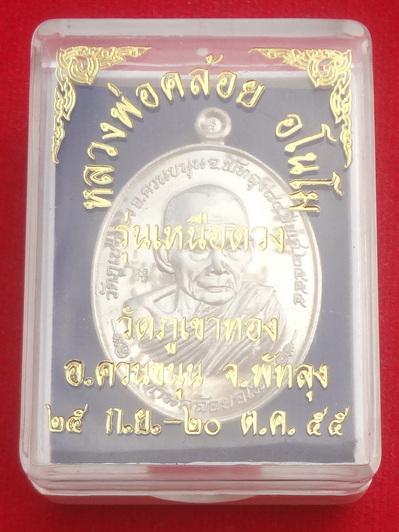 หลวงพ่อคล้อย อโนโม
รุ่นเหนือดวง
วัดภูเขาทอง
อ.ควนขนุน จ.พัทลุง
๒๕ ก.ย.-๒๐ ต.ค. ๕๕